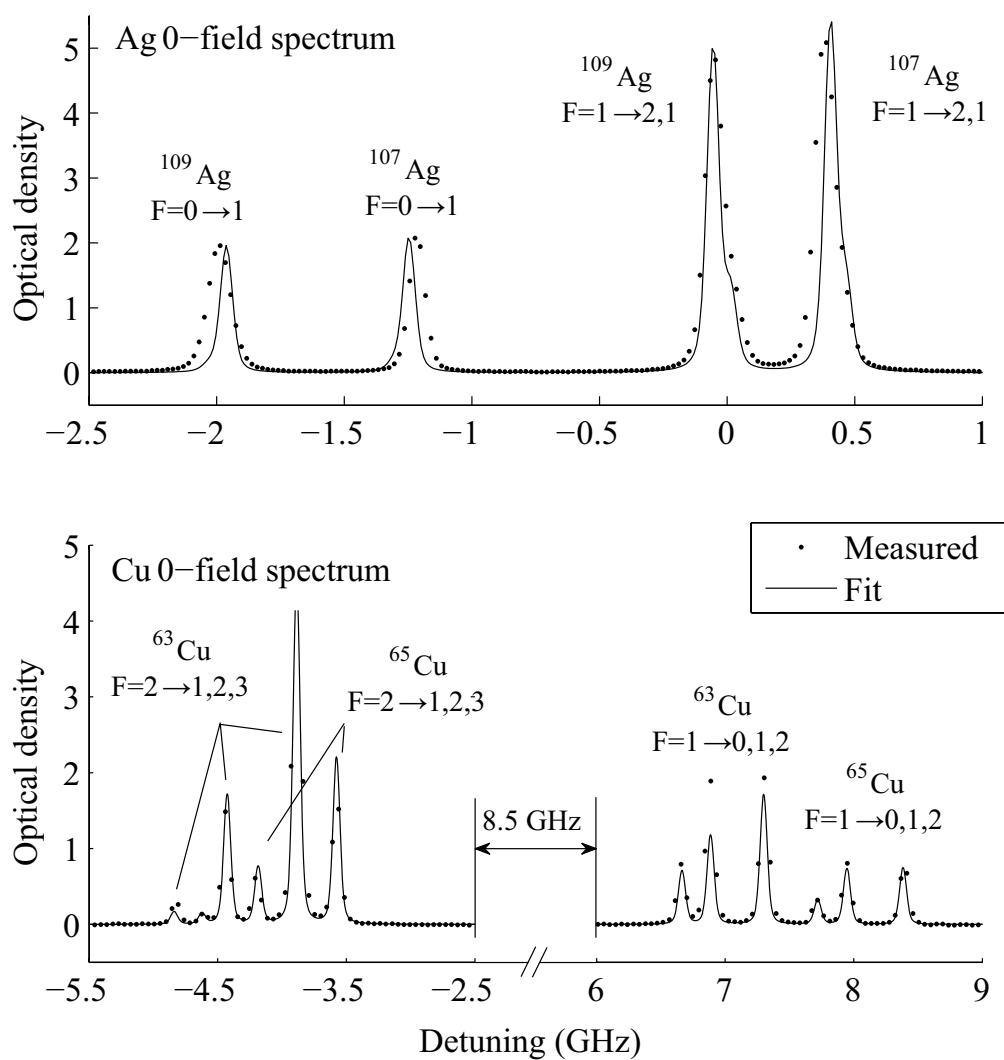 Ag 0−field spectrum
Optical density
5
4
3
2
1
0
109Ag
F=0→1
107Ag
F=0→1
109Ag
F=1→2,1
107Ag
F=1→2,1
−2.5 −2 −1.5 −1 −0.5 0 0.5 1
Cu 0−field spectrum
Optical density
5
4
3
2
1
0
Measured
Fit
63Cu
F=2→1,2,3
65Cu
F=2→1,2,3
8.5 GHz
63Cu
F=1→0,1,2
65Cu
F=1→0,1,2
−5.5 −4.5 −3.5 −2.5 6 7 8 9
Detuning (GHz)